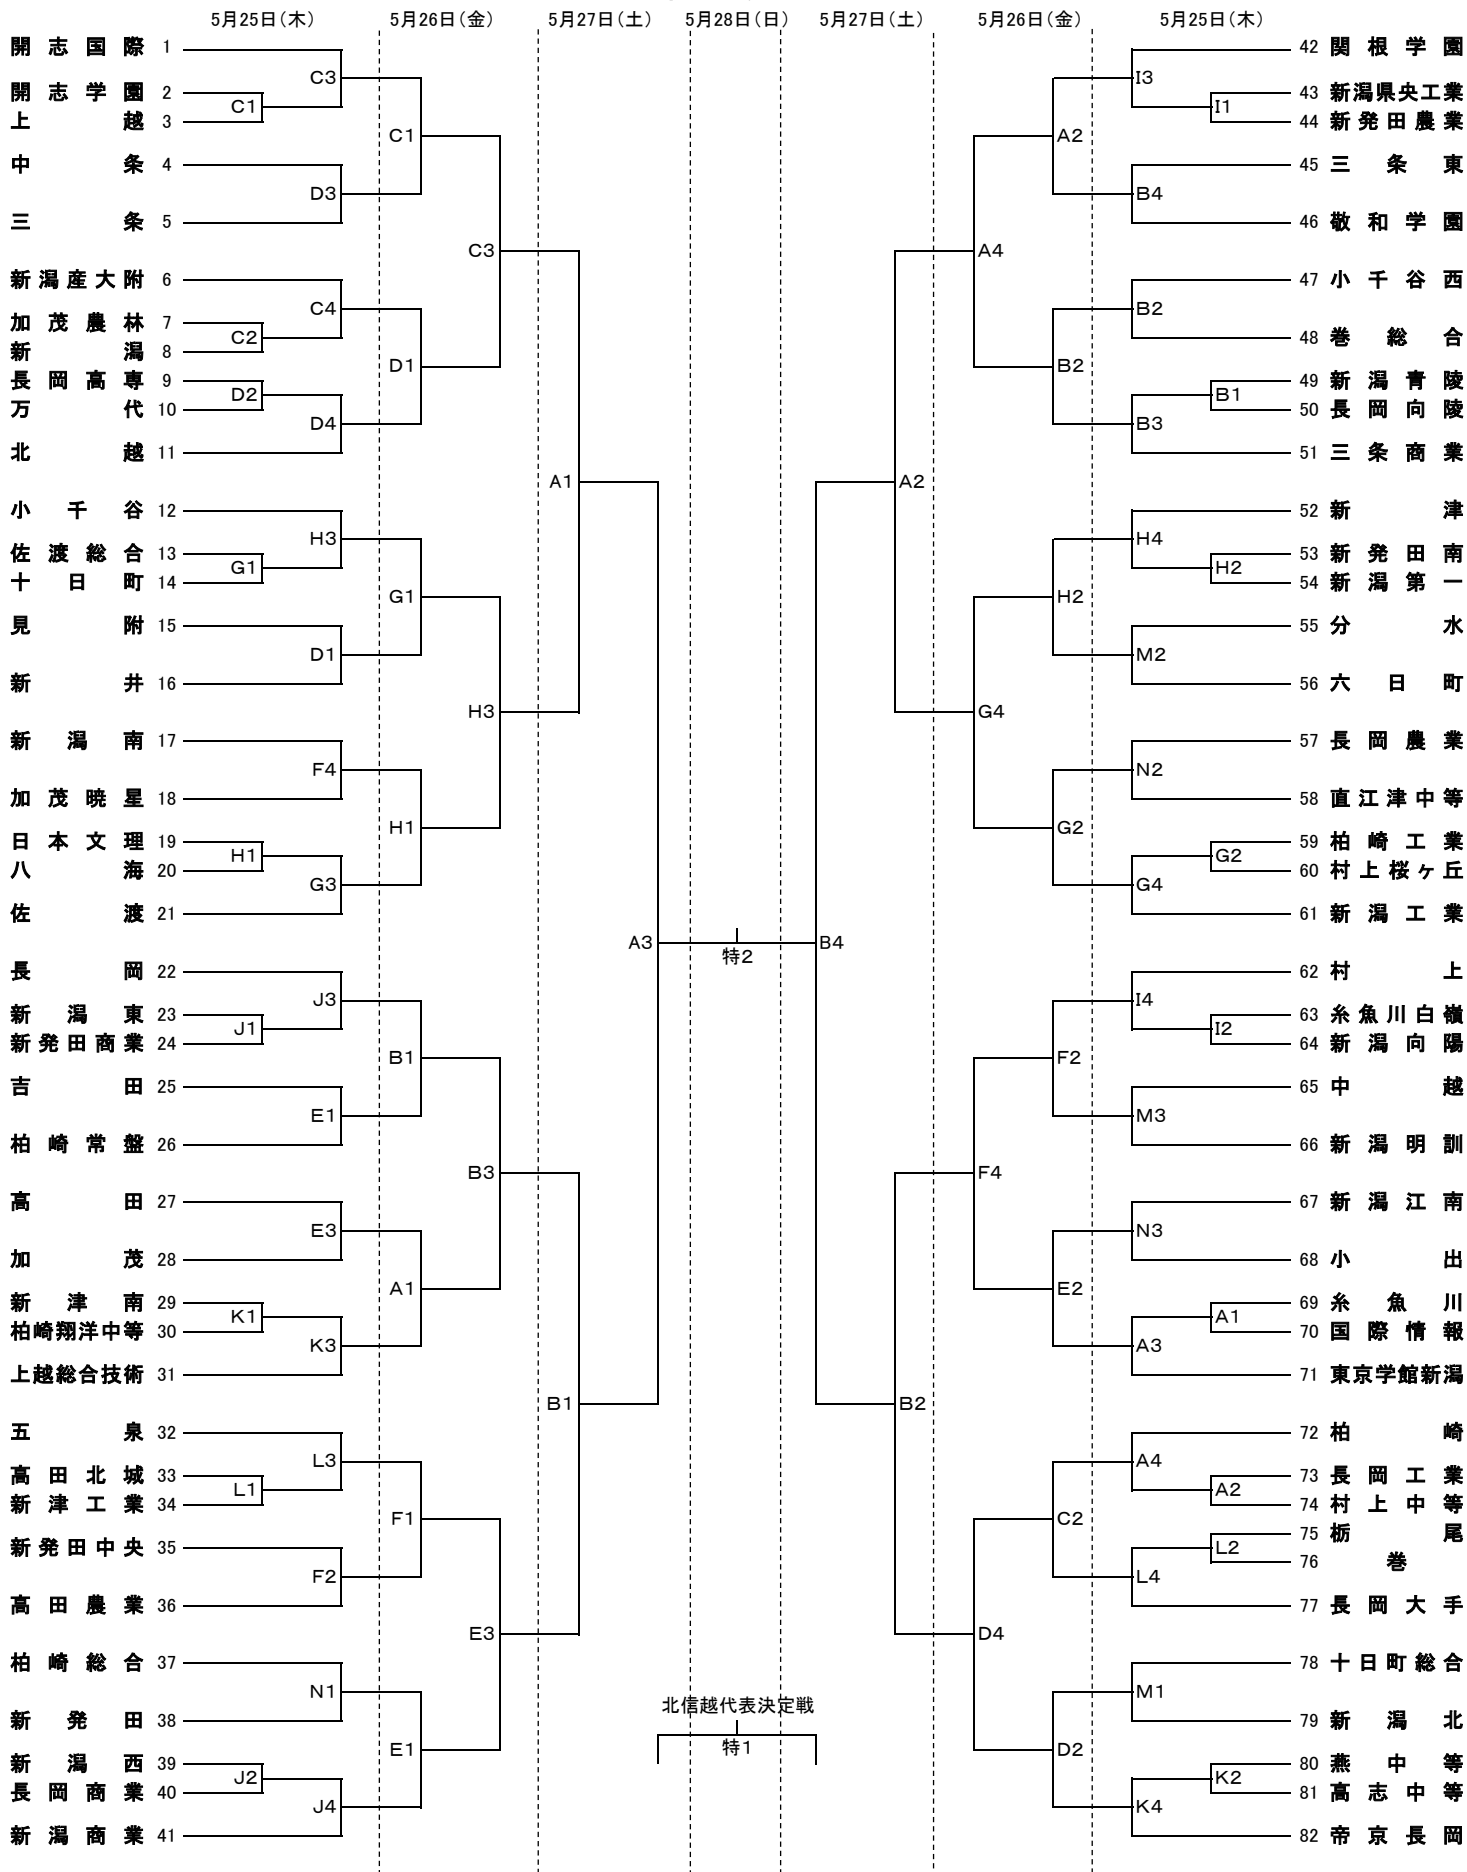 5月25日(木) 5月26日(金) 5月27日(土) 5月28日(日) 5月27日(土) 5月26日(金) 5月25日(木)
開志国際 1
C3
開志学園 2
C1
上越 3
C1
中条 4
D3
三条 5
C3
新潟産大附 6
C4
加茂農林 7
C2
新潟 8
D1
長岡高専 9
D2
万代 10
D4
北越 11
A1
小千谷 12
H3
佐渡総合 13
G1
十日町 14
G1
見附 15
D1
新井 16
H3
新潟南 17
F4
加茂暁星 18
H1
日本文理 19
H1
八海 20
G3
佐渡 21
A3
長岡 22
J3
新潟東 23
J1
新発田商業 24
B1
吉田 25
E1
柏崎常盤 26
B3
高田 27
E3
加茂 28
A1
新津南 29
K1
柏崎翔洋中等 30
K3
上越総合技術 31
B1
五泉 32
L3
高田北城 33
L1
新津工業 34
F1
新発田中央 35
F2
高田農業 36
E3
柏崎総合 37
N1
新発田 38
E1
新潟西 39
J2
長岡商業 40
J4
新潟商業 41
特2
北信越代表決定戦
特1
42 関根学園
I3
43 新潟県央工業
I1
44 新発田農業
A2
45 三条東
B4
46 敬和学園
A4
47 小千谷西
B2
48 巻総合
B2
49 新潟青陵
B1
50 長岡向陵
B3
51 三条商業
A2
52 新津
H4
53 新発田南
H2
54 新潟第一
H2
55 分水
M2
56 六日町
G4
57 長岡農業
N2
58 直江津中等
G2
59 柏崎工業
G2
60 村上桜ヶ丘
G4
61 新潟工業
B4
62 村上
I4
63 糸魚川白嶺
I2
64 新潟向陽
F2
65 中越
M3
66 新潟明訓
F4
67 新潟江南
N3
68 小出
E2
69 糸魚川
A1
70 国際情報
A3
71 東京学館新潟
B2
72 柏崎
A4
73 長岡工業
A2
74 村上中等
C2
75 栃尾
L2
76 巻
L4
77 長岡大手
D4
78 十日町総合
M1
79 新潟北
D2
80 燕中等
K2
81 高志中等
K4
82 帝京長岡